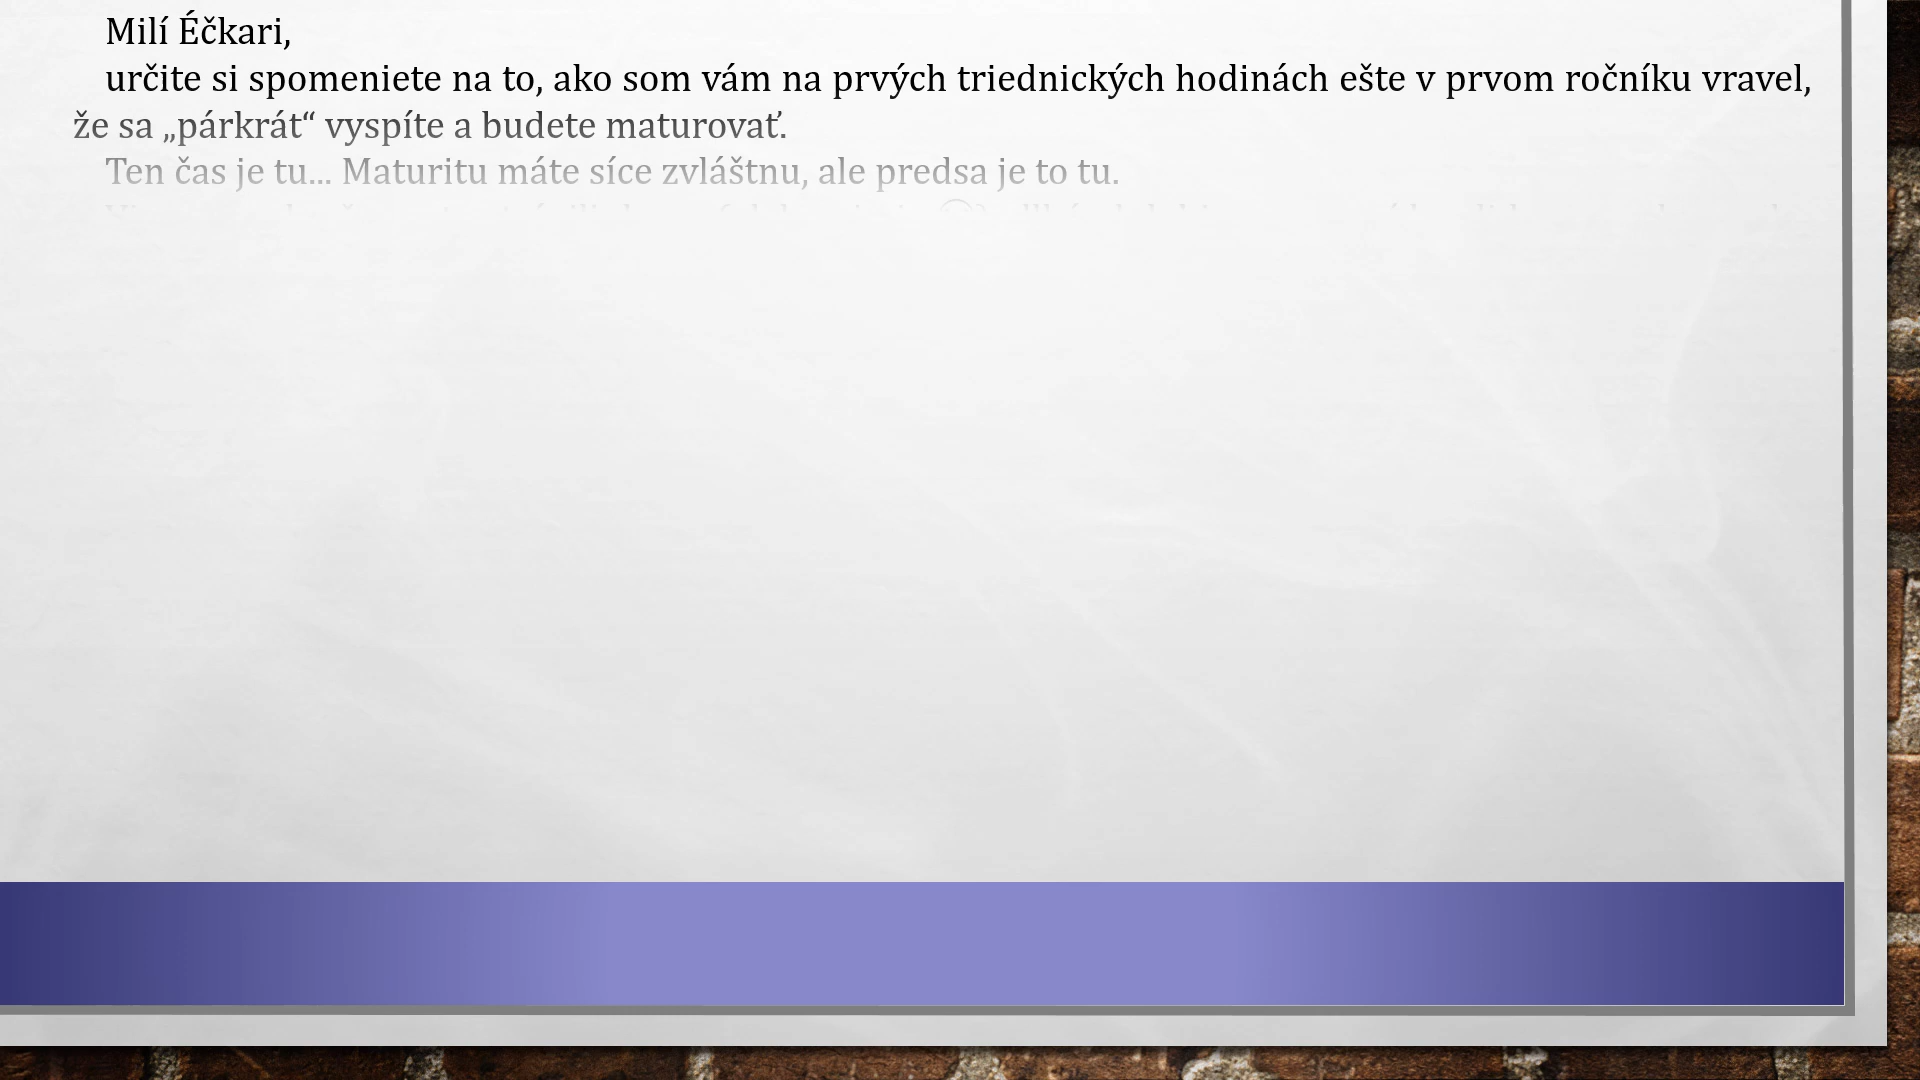 Milí Éčkari,
určite si spomeniete na to, ako som vám na prvých triednických hodinách ešte v prvom ročníku vravel,
že sa „párkrát“ vyspíte a budete maturovať.
Ten čas je tu... Maturitu máte síce zvláštnu, ale predsa je to tu.